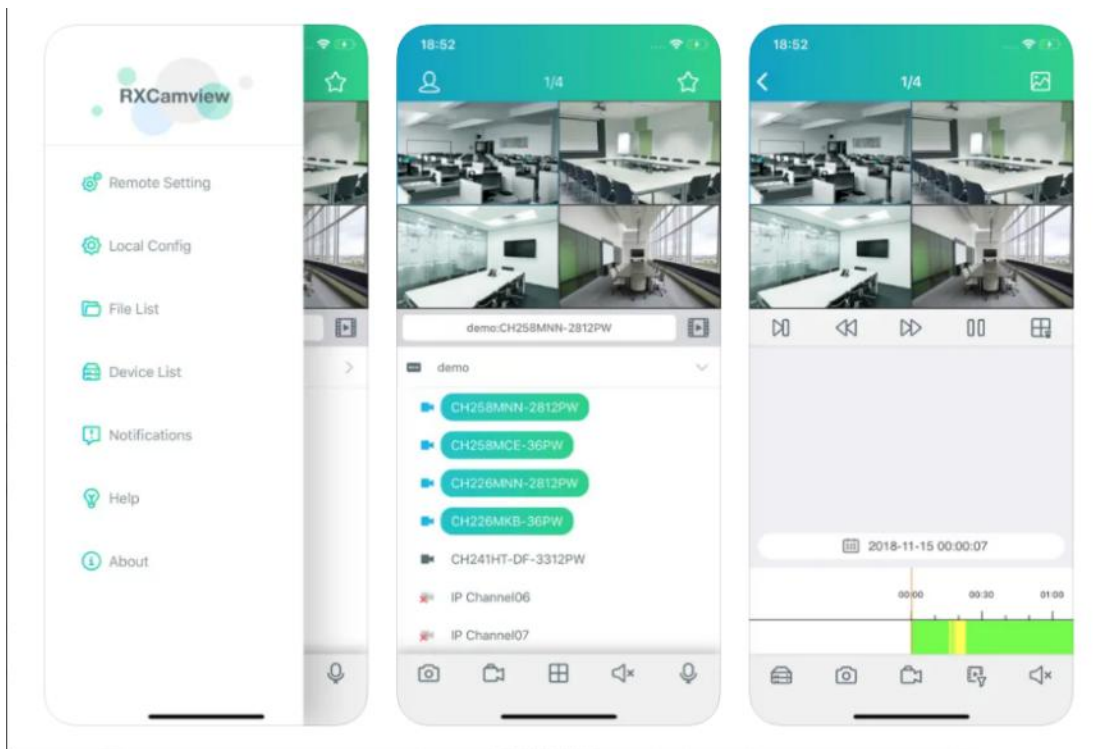 RXCamview
Remote Setting
Local Config
File List
Device List
Notifications
Help
About
18:52
1/4
demo:CH258MNN-2812PW
demo
CH258MNN-2812PW
CH258MCE-36PW
CH226MNN-2812PW
CH226MKB-36PW
CH241HT-DF-3312PW
IP Channel06
IP Channel07
18:52
1/4
2018-11-15 00:00:07
00:00 00:30 01:00